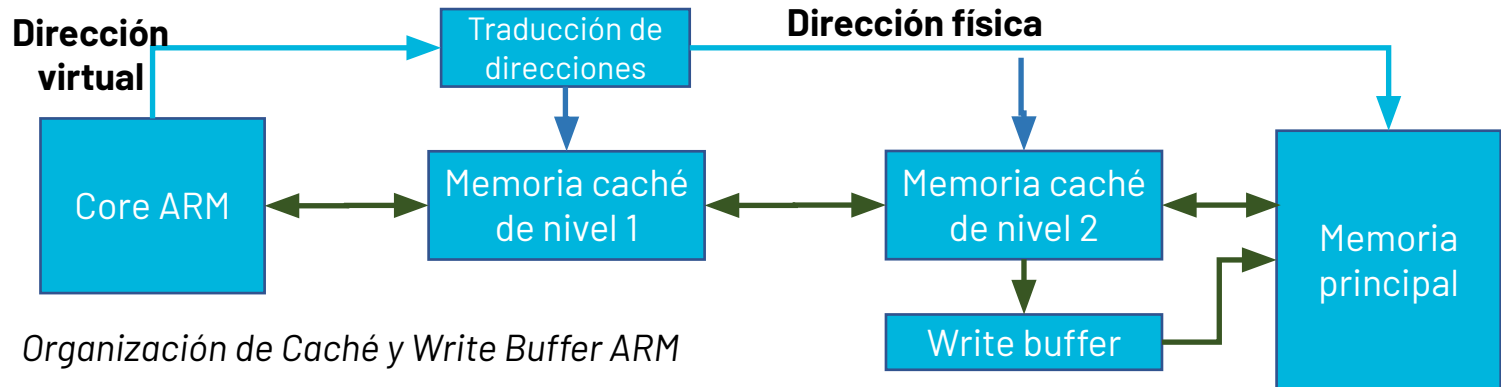 Dirección
virtual
Traducción de
direcciones
Dirección física
Core ARM
Memoria caché
de nivel 1
Memoria caché
de nivel 2
Memoria
principal
Write buffer
Organización de Caché y Write Buffer ARM